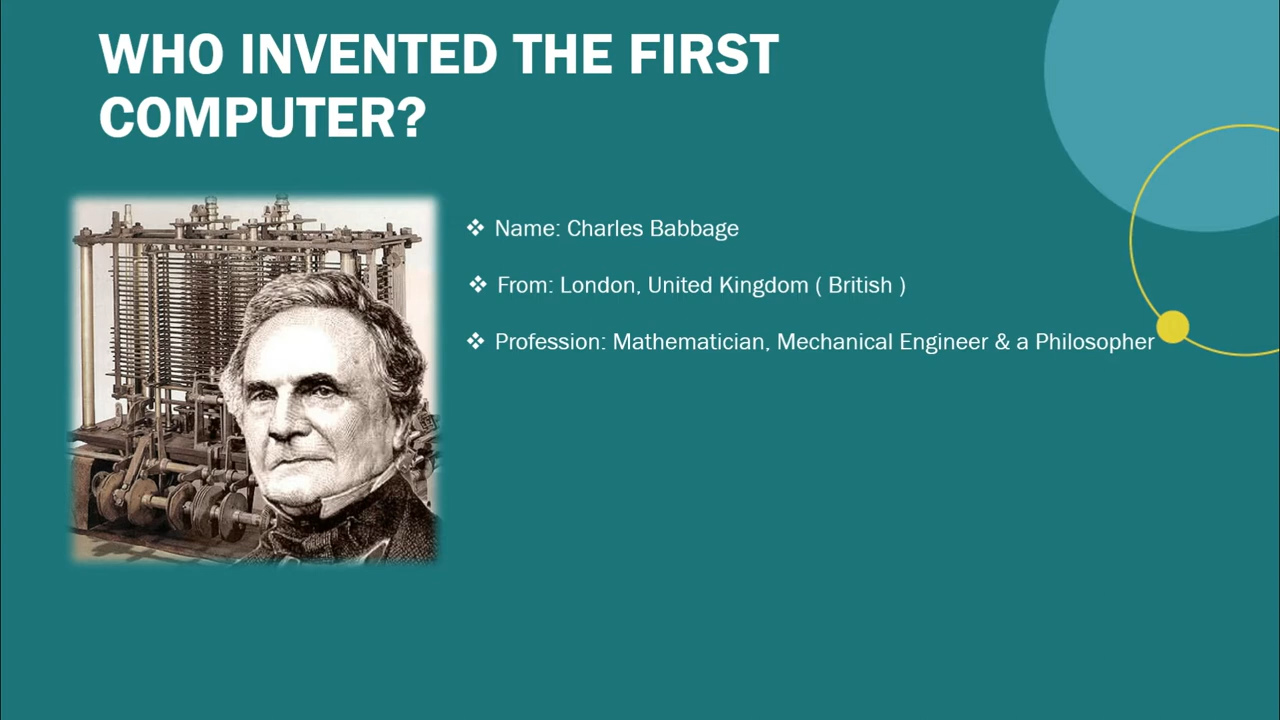 WHO INVENTED THE FIRST
COMPUTER?
❖ Name: Charles Babbage
❖ From: London, United Kingdom ( British )
❖ Profession: Mathematician, Mechanical Engineer & a Philosopher